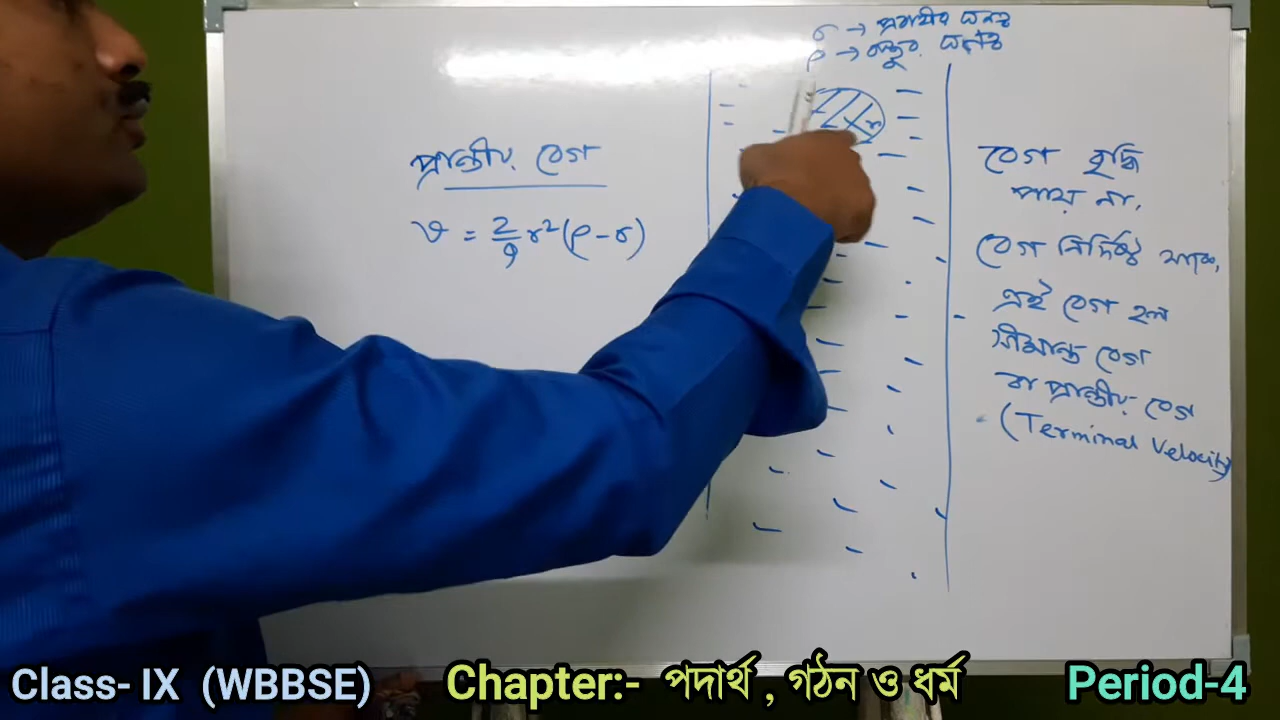 σ → প্রবাহীর ঘনত্ব
ρ → বস্তুর ঘনত্ব
প্রান্তীয় বেগ
v = 2/9 r²(ρ-σ)
r
বেগ বৃদ্ধি
পায় না,
বেগ নির্দিষ্ট থাকে,
এই বেগ হল
সীমান্ত বেগ
বা প্রান্তীয় বেগ
(Terminal Velocity)
Class- IX (WBBSE)
Chapter:- পদার্থ , গঠন ও ধর্ম
Period-4